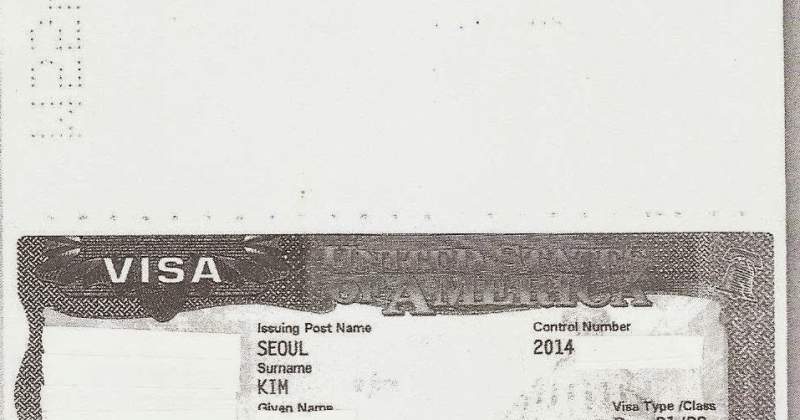 VISA
UNITED STATES
OF AMERICA
Issuing Post Name
SEOUL
Control Number
2014
Surname
KIM
Given Name
Visa Type /Class